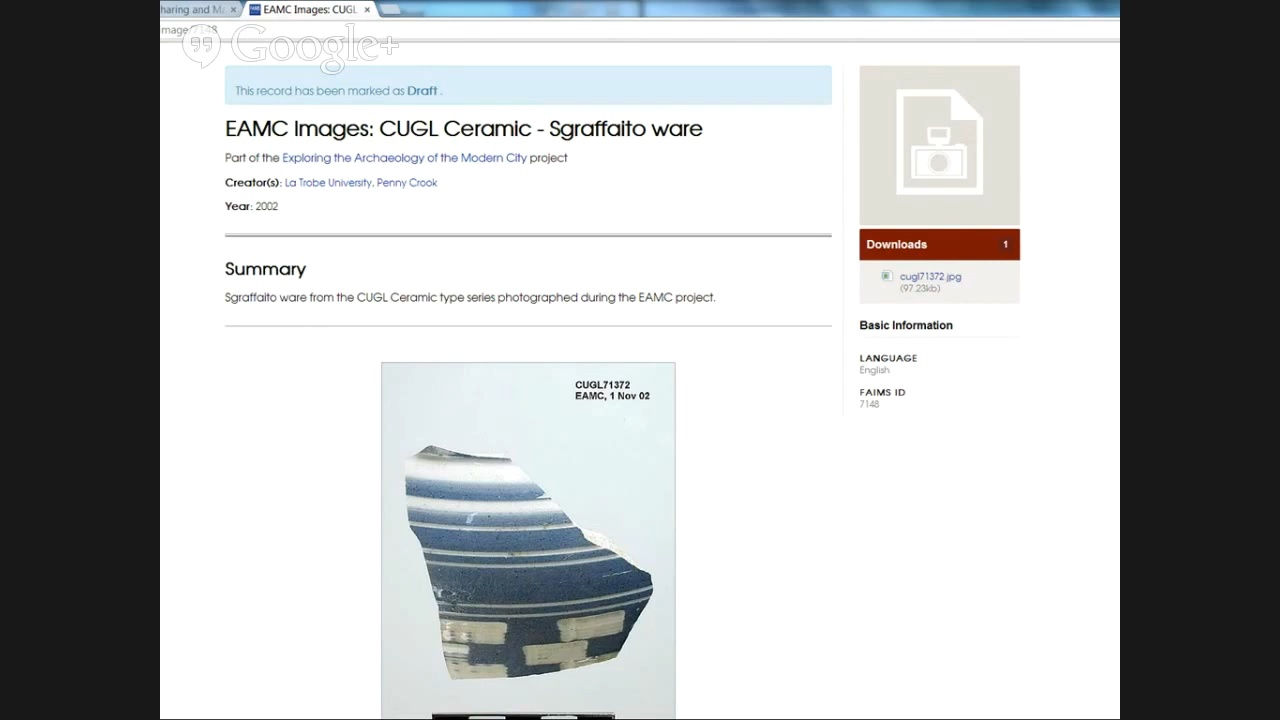 haring and Ma
EAMC Images: CUGL
image/7148
Google+
This record has been marked as Draft .
EAMC Images: CUGL Ceramic - Sgraffaito ware
Part of the Exploring the Archaeology of the Modern City project
Creator(s): La Trobe University, Penny Crook
Year: 2002
Summary
Sgraffaito ware from the CUGL Ceramic type series photographed during the EAMC project.
CUGL71372
EAMC, 1 Nov 02
Downloads 1
cugl71372.jpg
(97.23kb)
Basic Information
LANGUAGE
English
FAIMS ID
7148